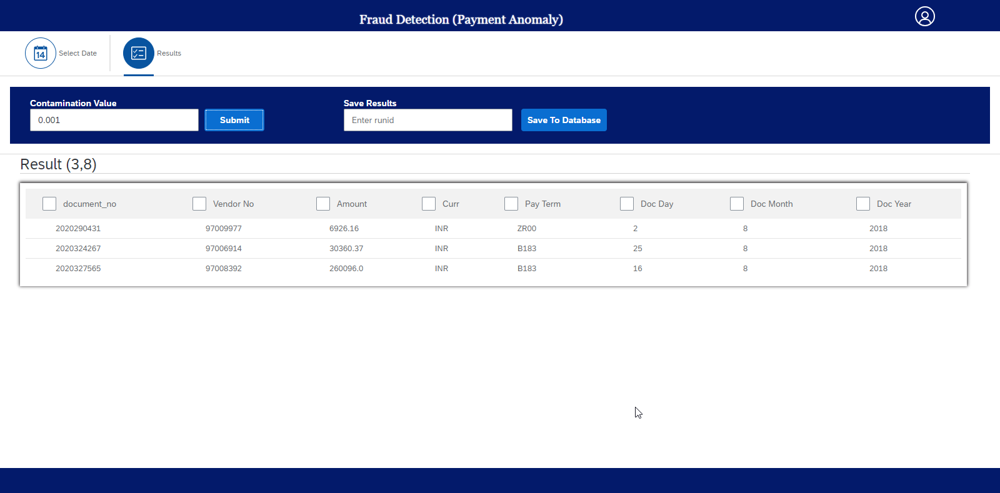 Fraud Detection (Payment Anomaly)
14 Select Date Results
Contamination Value Save Results
0.001 Submit Enter runid Save To Database
Result (3,8)
document_no Vendor No Amount Curr Pay Term Doc Day Doc Month Doc Year
2020290431 97009977 6926.16 INR ZR00 2 8 2018
2020324267 97006914 30360.37 INR B183 25 8 2018
2020327565 97008392 260096.0 INR B183 16 8 2018